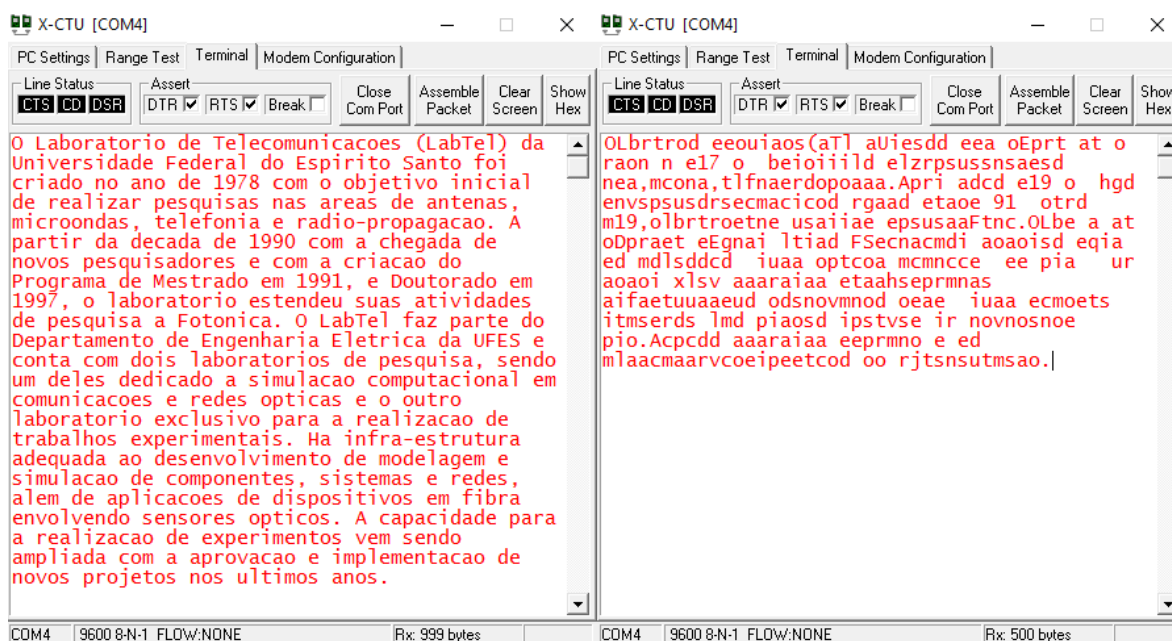 X-CTU [COM4]
PC Settings Range Test Terminal Modem Configuration
Line Status
CTS CD DSR
Assert
DTR RTS Break
Close Com Port
Assemble Packet
Clear Screen
Show Hex
O Laboratorio de Telecomunicacoes (LabTel) da
Universidade Federal do Espirito Santo foi
criado no ano de 1978 com o objetivo inicial
de realizar pesquisas nas areas de antenas,
microondas, telefonia e radio-propagacao. A
partir da decada de 1990 com a chegada de
novos pesquisadores e com a criacao do
Programa de Mestrado em 1991, e Doutorado em
1997, o laboratorio estendeu suas atividades
de pesquisa a Fotonica. O LabTel faz parte do
Departamento de Engenharia Eletrica da UFES e
conta com dois laboratorios de pesquisa, sendo
um deles dedicado a simulacao computacional em
comunicacoes e redes opticas e o outro
laboratorio exclusivo para a realizacao de
trabalhos experimentais. Ha infra-estrutura
adequada ao desenvolvimento de modelagem e
simulacao de componentes, sistemas e redes,
alem de aplicacoes de dispositivos em fibra
envolvendo sensores opticos. A capacidade para
a realizacao de experimentos vem sendo
ampliada com a aprovacao e implementacao de
novos projetos nos ultimos anos.
COM4 9600 8-N-1 FLOW:NONE Rx: 999 bytes
X-CTU [COM4]
PC Settings Range Test Terminal Modem Configuration
Line Status
CTS CD DSR
Assert
DTR RTS Break
Close Com Port
Assemble Packet
Clear Screen
Show Hex
OLbrtrod eeouiaos(aTl aUiesdd eea oEprt at o
raon n e17 o  beioiiiild elzrpsussnsaesd
nea,mcona,tlfnaerdopoaaa.Apri adcd e19 o  hgd
envspsusdrsecmacicod rgaad etaoe 91  otrd
m19,olbrtroetne usaiiae epsusaaFtnc.OLbe a at
oDpraet eEgnai ltiad FSecnacmdi aoaoisd eqia
ed mdlsddcd  iuaa optcoa mcmncce  ee pia  ur
aoaoi xlsv aaaraiaa etaahseprmnas
aifaetuuaaeud odsnovmnod oeae  iuaa ecmoets
itmserds lmd piaosd ipstvse ir novnosnoe
pio.Acpcdd aaaraiaa eeprmno e ed
mlaacmaarvcoeipeetcod oo rjtsnsutmsao.
COM4 9600 8-N-1 FLOW:NONE Rx: 500 bytes